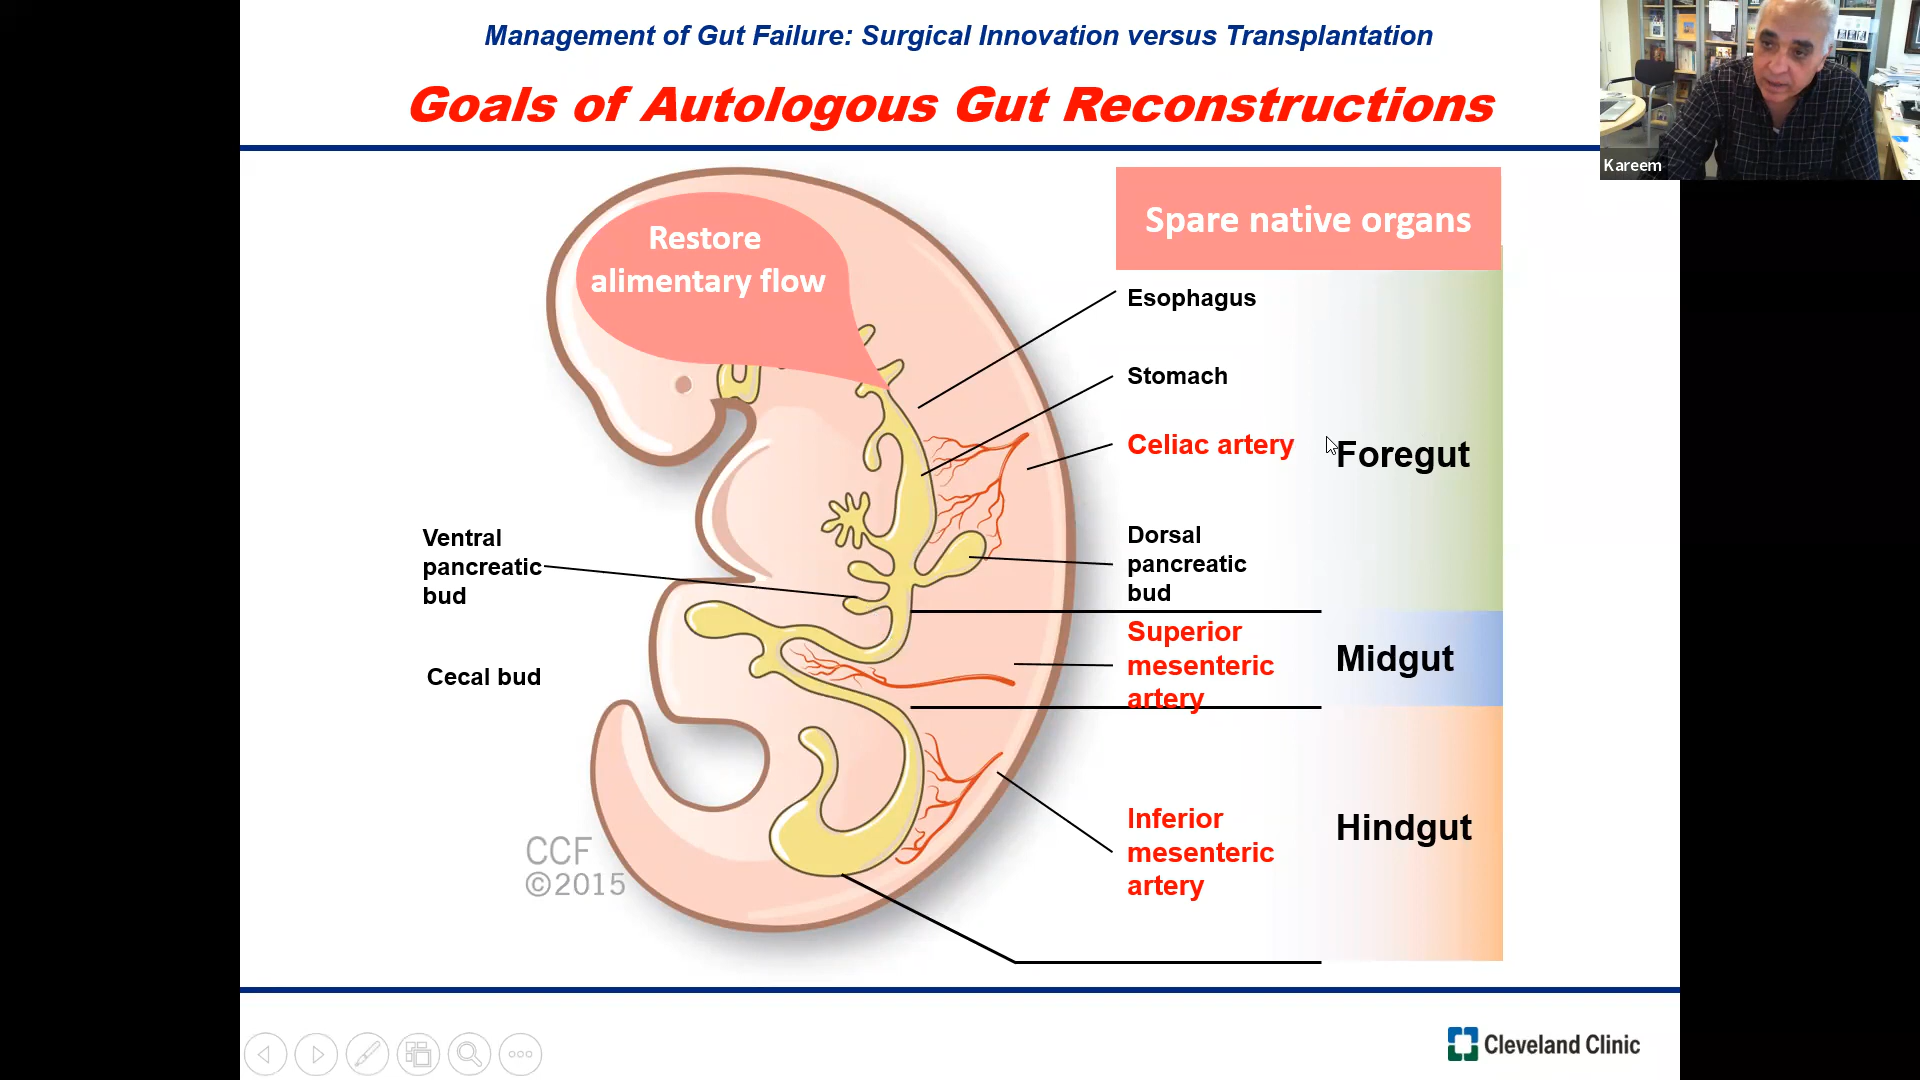 Management of Gut Failure: Surgical Innovation versus Transplantation
Goals of Autologous Gut Reconstructions
Kareem
Restore
alimentary flow
Spare native organs
Esophagus
Stomach
Celiac artery
Foregut
Ventral
pancreatic
bud
Dorsal
pancreatic
bud
Superior
mesenteric
artery
Midgut
Cecal bud
Inferior
mesenteric
artery
Hindgut
CCF
©2015
Cleveland Clinic